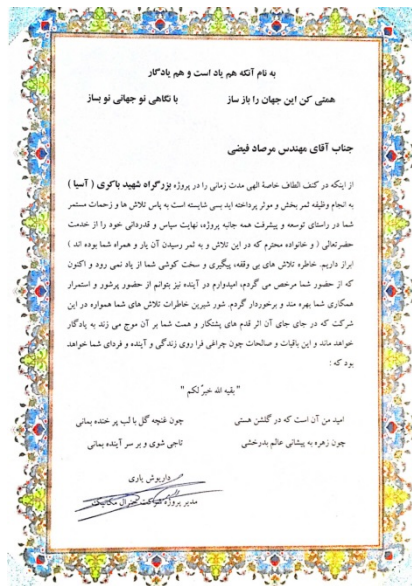 به نام آنکه هم یاد است و هم یادگار
همتی کن این جهان را باز ساز با نگاهی نو جهانی نو بساز
جناب آقای مهندس مرصاد فیضی
از اینکه در کنف الطاف خاصهٔ الهی مدت زمانی را در پروژه بزرگراه شهید باکری ( آسیا )
به انجام وظیفه ثمر بخش و موثر پرداخته اید بسی شایسته است به پاس تلاش ها و زحمات مستمر
شما در راستای توسعه و پیشرفت همه جانبه پروژه، نهایت سپاس و قدردانی خود را از خدمت
حضرتعالی ( و خانواده محترم که در این تلاش و به ثمر رسیدن آن یار و همراه شما بوده اند )
ابراز داریم. خاطره تلاش های بی وقفه، پیگیری و سخت کوشی شما از یاد نمی رود و اکنون
که از حضور شما مرخص می گردم، امیدوارم در آینده نیز بتوانم از حضور پرشور و استمرار
همکاری شما بهره مند و برخوردار گردم. شور شیرین خاطرات تلاش های شما همواره در این
شرکت که در جای جای آن اثر قدم های پشتکار و همت شما بر آن موج می زند به یادگار
خواهد ماند و این باقیات و صالحات چون چراغی فرا روی زندگی و آینده و فردای شما خواهد
بود که :
" بقیه الله خیرٌ لکم "
امید من آن است که در گلشن هستی چون غنچه گل با لب پر خنده بمانی
چون زهره به پیشانی عالم بدرخشی تاجی شوی و بر سر آینده بمانی
داریوش یاری
مدیر پروژه شرکت جنرال مکانیک